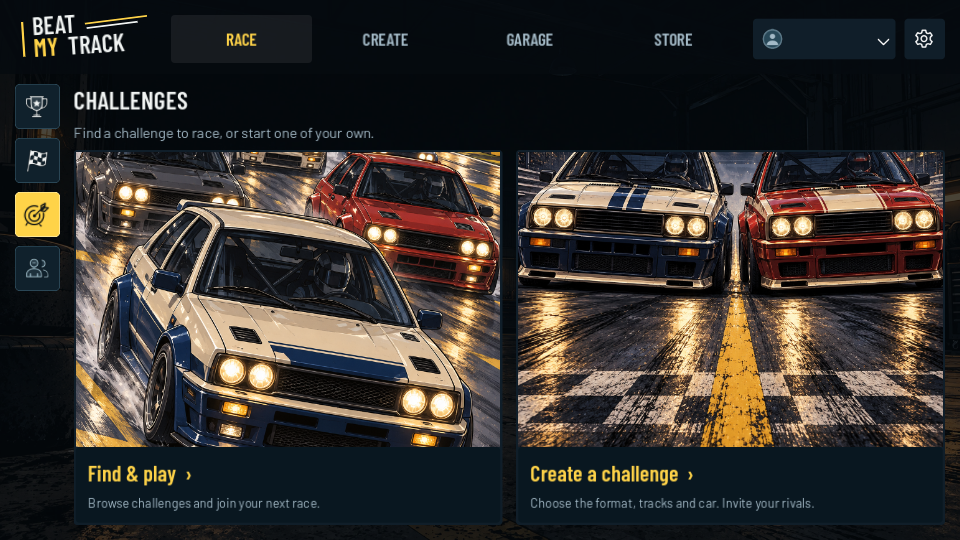 BEAT
MY TRACK
RACE
CREATE
GARAGE
STORE
CHALLENGES
Find a challenge to race, or start one of your own.
Find & play ›
Browse challenges and join your next race.
Create a challenge ›
Choose the format, tracks and car. Invite your rivals.